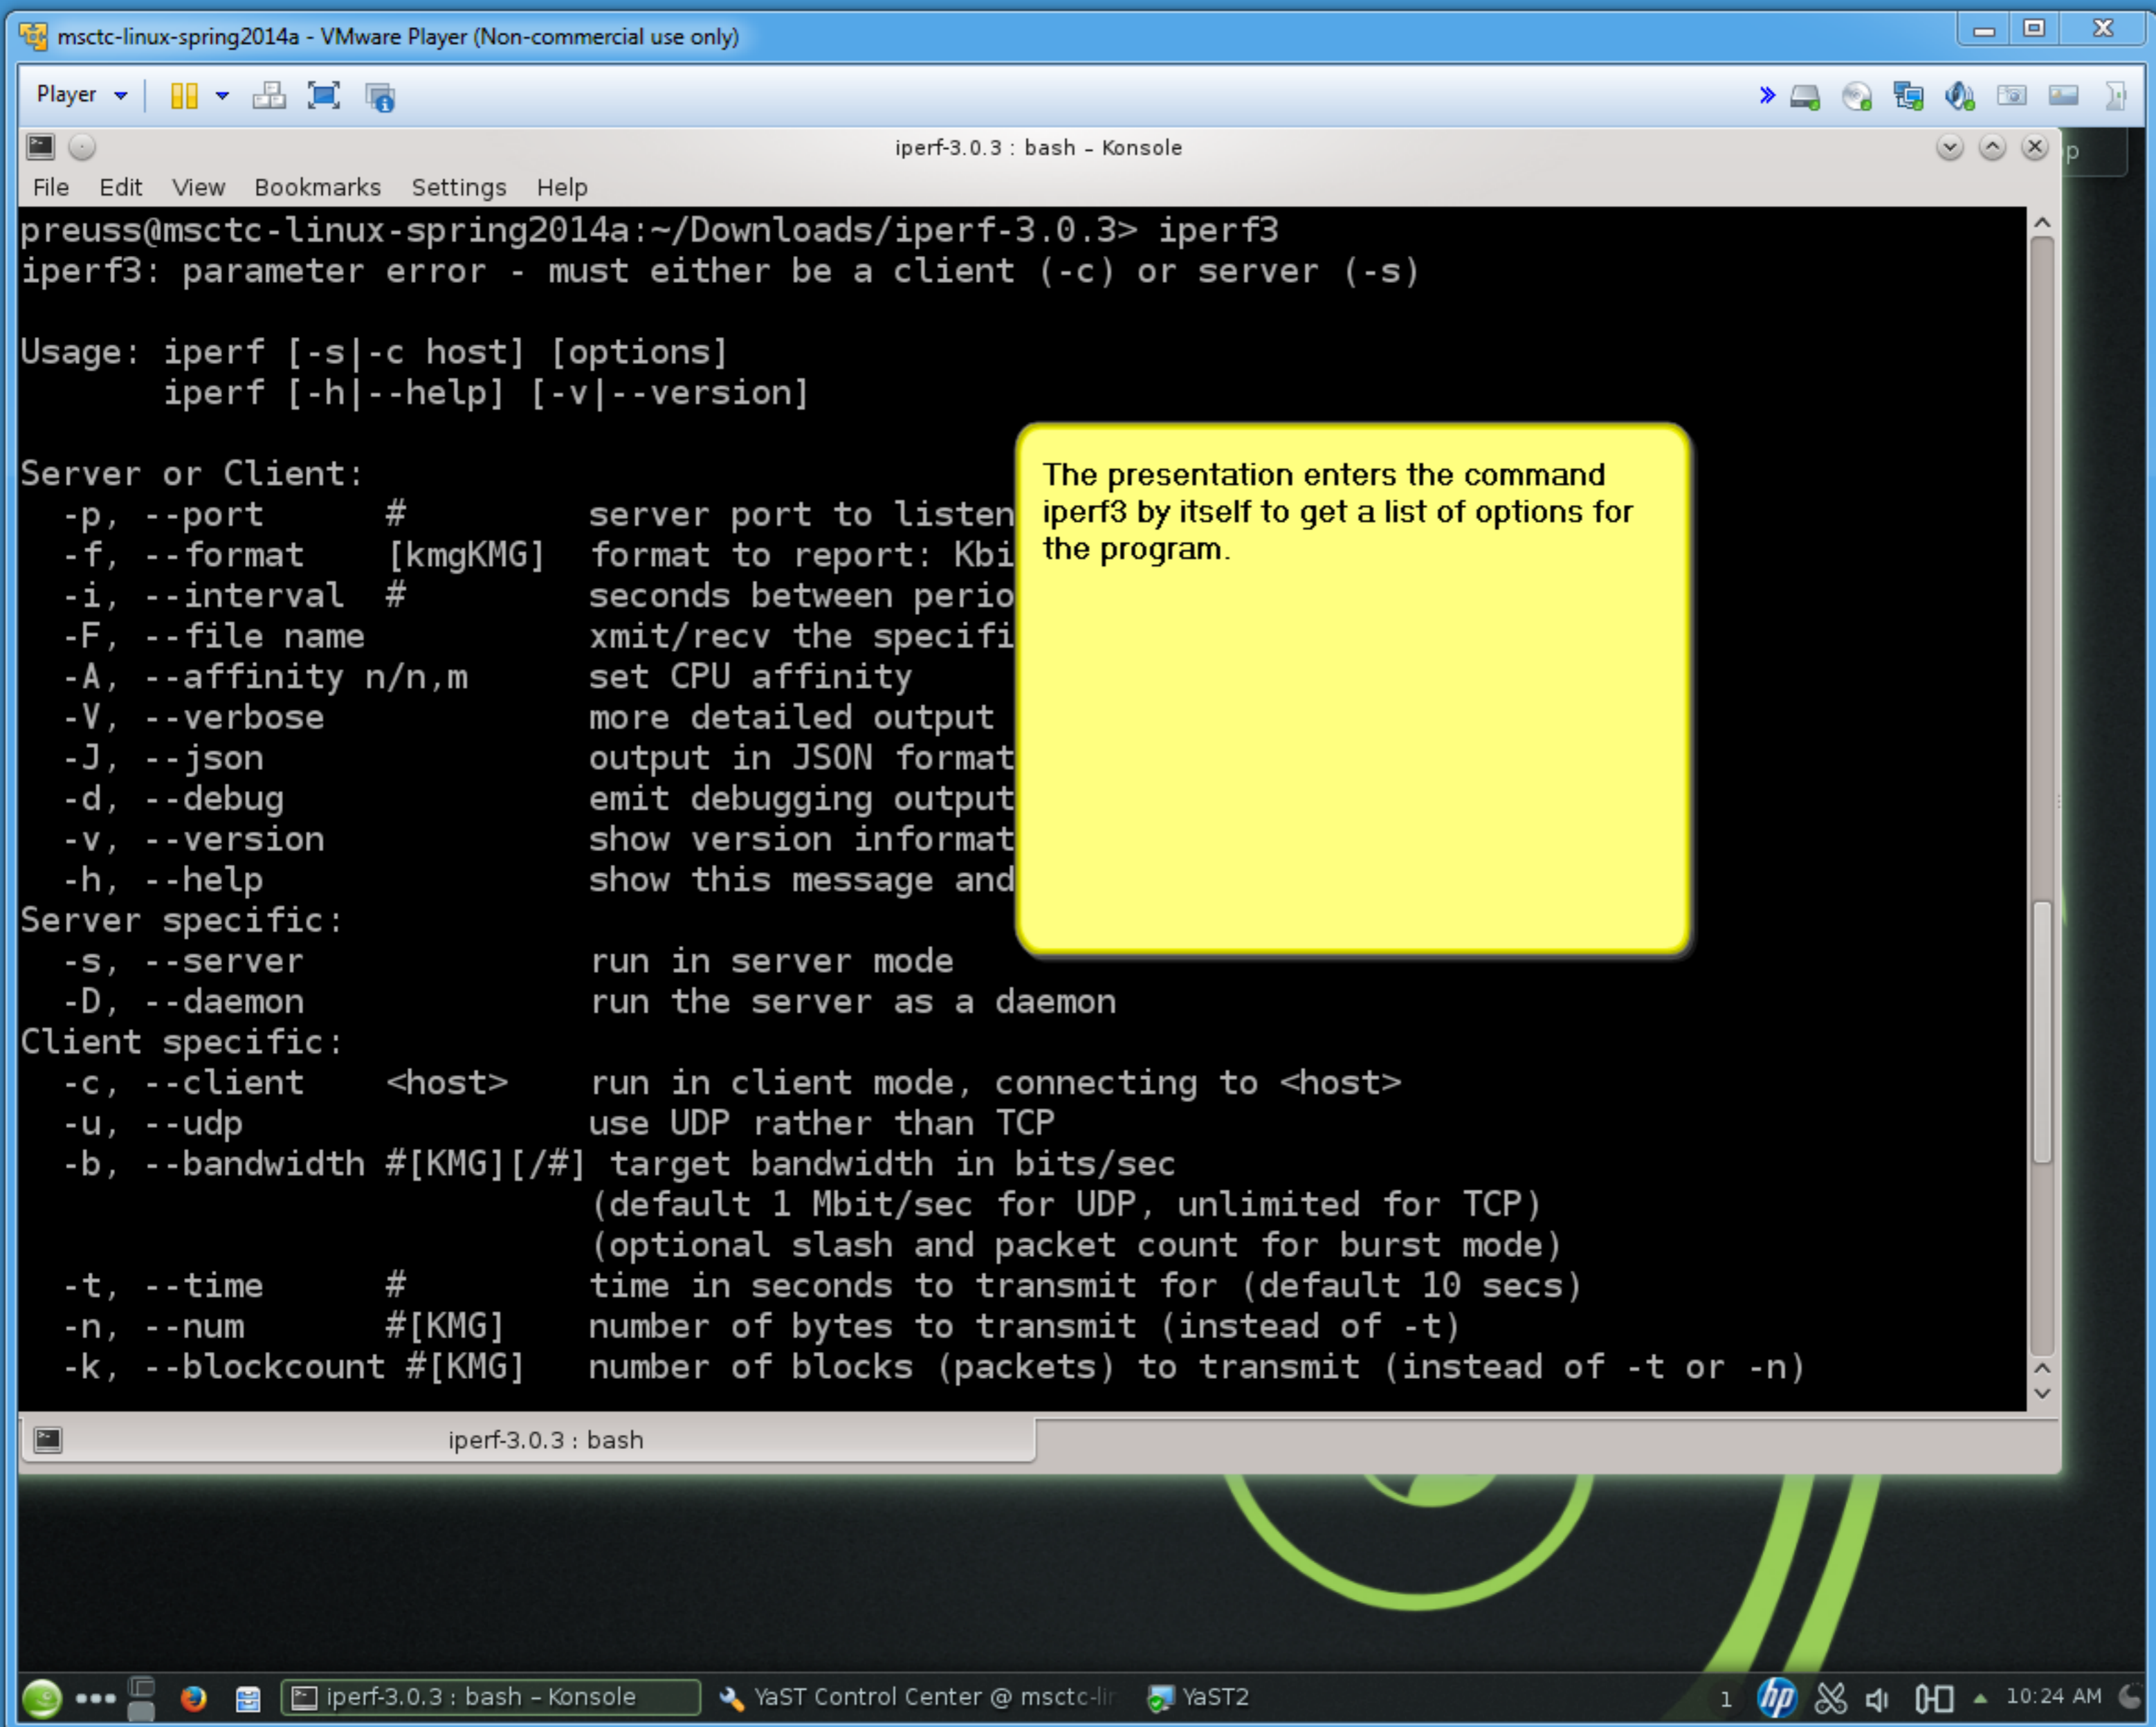 msctc-linux-spring2014a - VMware Player (Non-commercial use only)
Player
iperf-3.0.3 : bash – Konsole
File Edit View Bookmarks Settings Help
preuss@msctc-linux-spring2014a:~/Downloads/iperf-3.0.3> iperf3
iperf3: parameter error - must either be a client (-c) or server (-s)
Usage: iperf [-s|-c host] [options]
iperf [-h|--help] [-v|--version]
Server or Client:
-p, --port # server port to listen
-f, --format [kmgKMG] format to report: Kbi
-i, --interval # seconds between perio
-F, --file name xmit/recv the specifi
-A, --affinity n/n,m set CPU affinity
-V, --verbose more detailed output
-J, --json output in JSON format
-d, --debug emit debugging output
-v, --version show version informat
-h, --help show this message and
The presentation enters the command
iperf3 by itself to get a list of options for
the program.
Server specific:
-s, --server run in server mode
-D, --daemon run the server as a daemon
Client specific:
-c, --client <host> run in client mode, connecting to <host>
-u, --udp use UDP rather than TCP
-b, --bandwidth #[KMG][/#] target bandwidth in bits/sec
(default 1 Mbit/sec for UDP, unlimited for TCP)
(optional slash and packet count for burst mode)
-t, --time # time in seconds to transmit for (default 10 secs)
-n, --num #[KMG] number of bytes to transmit (instead of -t)
-k, --blockcount #[KMG] number of blocks (packets) to transmit (instead of -t or -n)
iperf-3.0.3 : bash
iperf-3.0.3 : bash – Konsole YaST Control Center @ msctc-lin YaST2 1 hp 10:24 AM